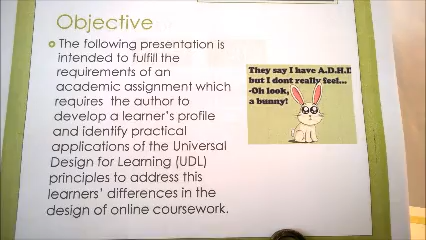 Objective
The following presentation is
intended to fulfill the
requirements of an
academic assignment which
requires the author to
develop a learner's profile
and identify practical
applications of the Universal
Design for Learning (UDL)
principles to address this
learners' differences in the
design of online coursework.
They say I have A.D.H.D
but I dont really feel...
-Oh look,
a bunny!